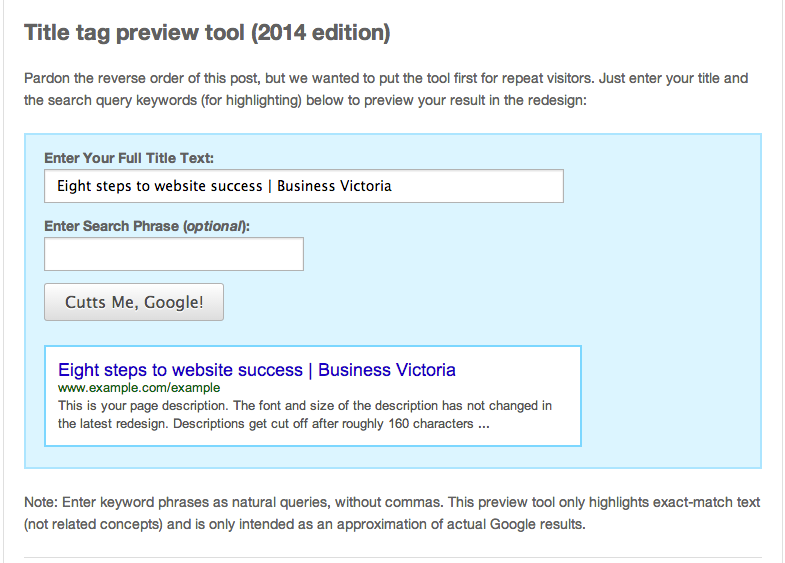 Title tag preview tool (2014 edition)
Pardon the reverse order of this post, but we wanted to put the tool first for repeat visitors. Just enter your title and
the search query keywords (for highlighting) below to preview your result in the redesign:
Enter Your Full Title Text:
Eight steps to website success | Business Victoria
Enter Search Phrase (optional):
Cutts Me, Google!
Eight steps to website success | Business Victoria
www.example.com/example
This is your page description. The font and size of the description has not changed in
the latest redesign. Descriptions get cut off after roughly 160 characters ...
Note: Enter keyword phrases as natural queries, without commas. This preview tool only highlights exact-match text
(not related concepts) and is only intended as an approximation of actual Google results.